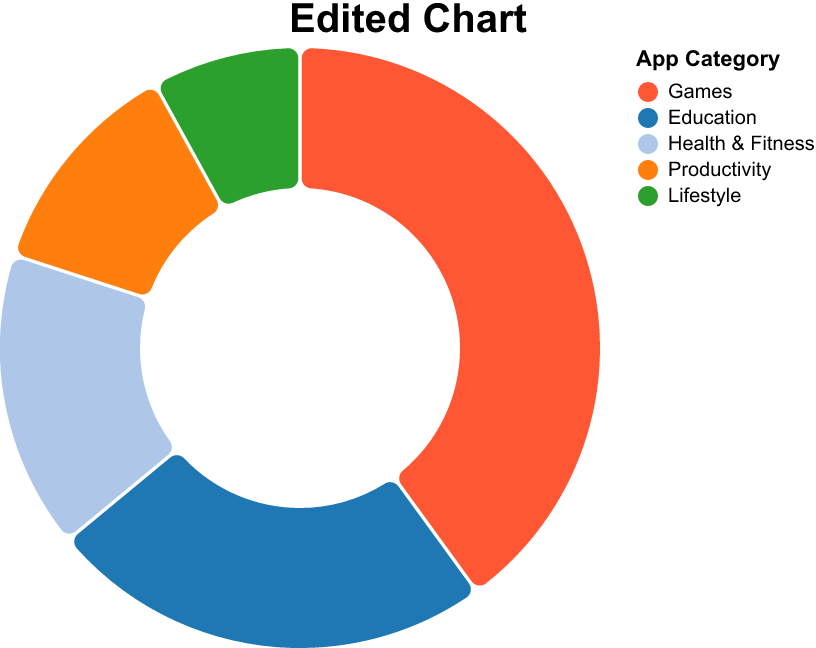 Edited Chart
App Category
Games
Education
Health & Fitness
Productivity
Lifestyle